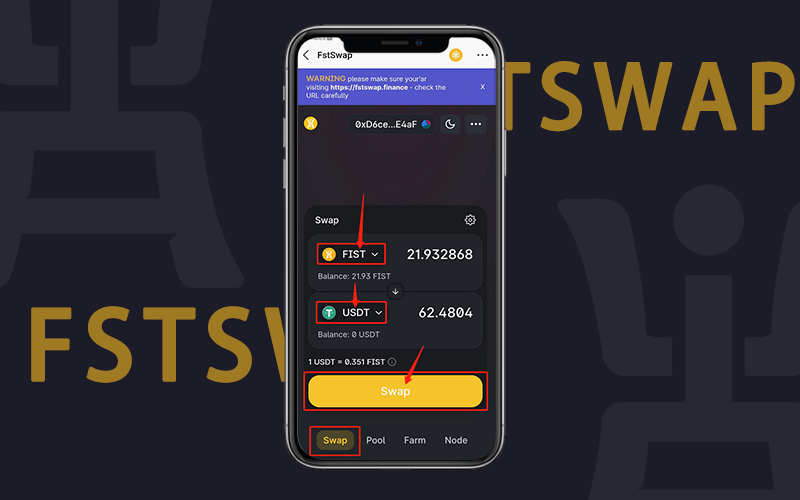 FstSwap
WARNING please make sure your'ar
visiting https://fstswap.finance - check the
URL carefully
X
0xD6ce...E4aF
TSWAP
Swap
FIST
21.932868
Balance: 21.93 FIST
USDT
62.4804
Balance: 0 USDT
FSTSW
1 USDT = 0.351 FIST
Swap
Swap Pool Farm Node